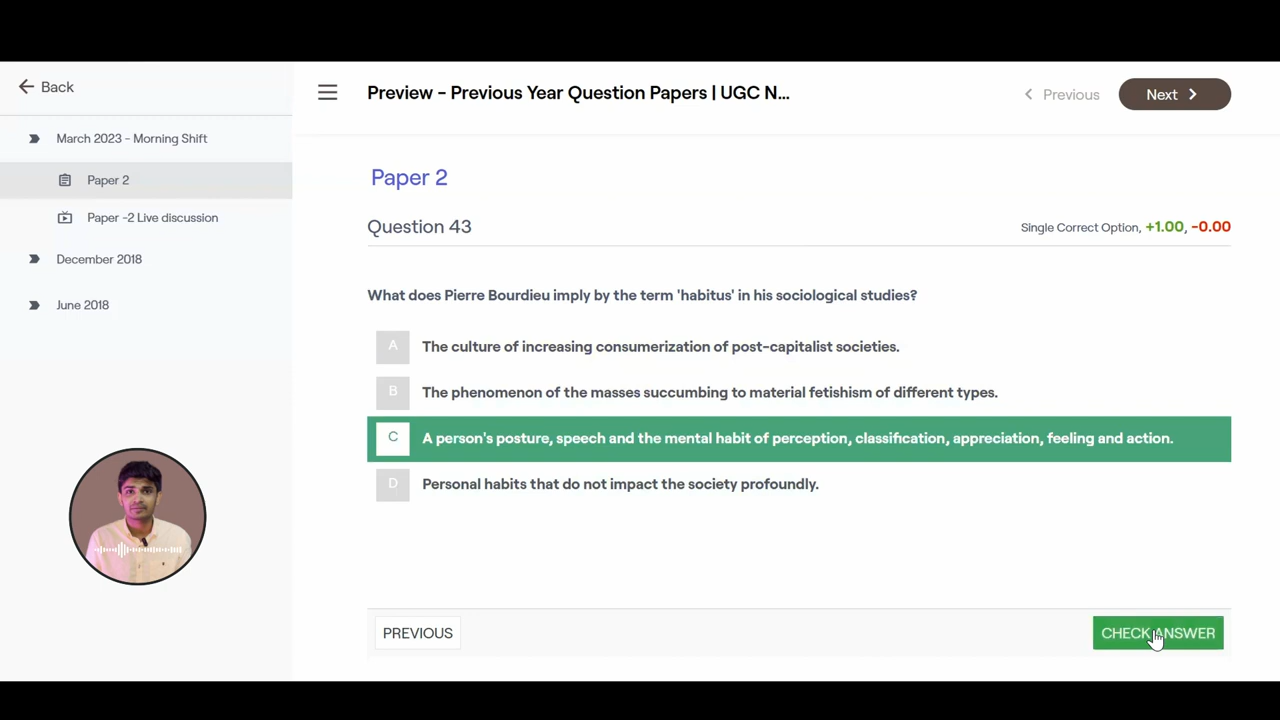 Back
Preview - Previous Year Question Papers | UGC N...
Previous
Next
March 2023 - Morning Shift
Paper 2
Paper -2 Live discussion
December 2018
June 2018
Paper 2
Question 43
Single Correct Option, +1.00, -0.00
What does Pierre Bourdieu imply by the term 'habitus' in his sociological studies?
A The culture of increasing consumerization of post-capitalist societies.
B The phenomenon of the masses succumbing to material fetishism of different types.
C A person's posture, speech and the mental habit of perception, classification, appreciation, feeling and action.
D Personal habits that do not impact the society profoundly.
PREVIOUS
CHECK ANSWER